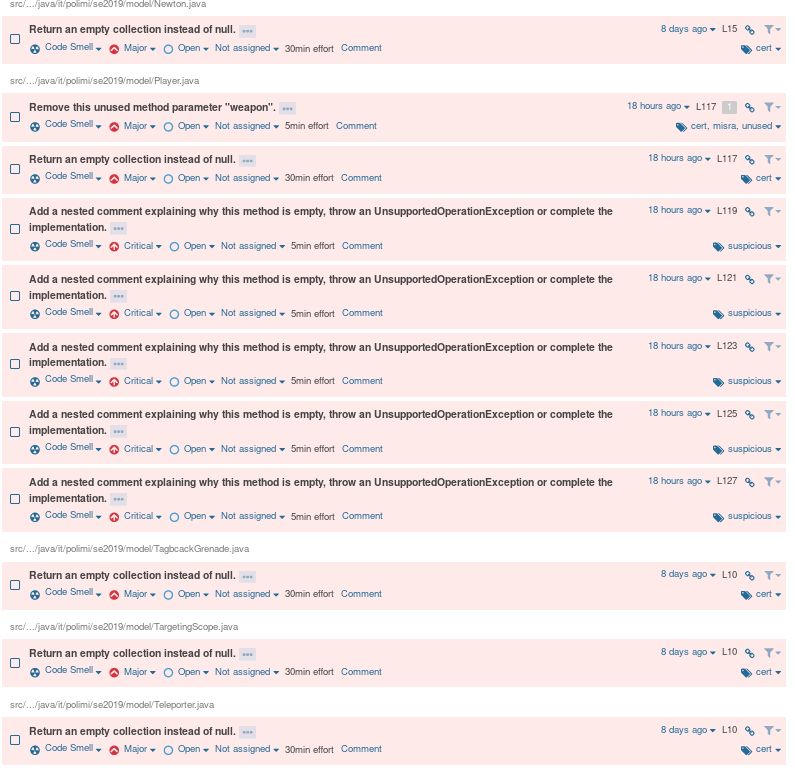 src/.../java/it/polimi/se2019/model/Newton.java
Return an empty collection instead of null. ••• 8 days ago L15
Code Smell Major Open Not assigned 30min effort Comment cert
src/.../java/it/polimi/se2019/model/Player.java
Remove this unused method parameter "weapon". ••• 18 hours ago L117 1
Code Smell Major Open Not assigned 5min effort Comment cert, misra, unused
Return an empty collection instead of null. ••• 18 hours ago L117
Code Smell Major Open Not assigned 30min effort Comment cert
Add a nested comment explaining why this method is empty, throw an UnsupportedOperationException or complete the 18 hours ago L119
implementation. •••
Code Smell Critical Open Not assigned 5min effort Comment suspicious
Add a nested comment explaining why this method is empty, throw an UnsupportedOperationException or complete the 18 hours ago L121
implementation. •••
Code Smell Critical Open Not assigned 5min effort Comment suspicious
Add a nested comment explaining why this method is empty, throw an UnsupportedOperationException or complete the 18 hours ago L123
implementation. •••
Code Smell Critical Open Not assigned 5min effort Comment suspicious
Add a nested comment explaining why this method is empty, throw an UnsupportedOperationException or complete the 18 hours ago L125
implementation. •••
Code Smell Critical Open Not assigned 5min effort Comment suspicious
Add a nested comment explaining why this method is empty, throw an UnsupportedOperationException or complete the 18 hours ago L127
implementation. •••
Code Smell Critical Open Not assigned 5min effort Comment suspicious
src/.../java/it/polimi/se2019/model/TagbcackGrenade.java
Return an empty collection instead of null. ••• 8 days ago L10
Code Smell Major Open Not assigned 30min effort Comment cert
src/.../java/it/polimi/se2019/model/TargetingScope.java
Return an empty collection instead of null. ••• 8 days ago L10
Code Smell Major Open Not assigned 30min effort Comment cert
src/.../java/it/polimi/se2019/model/Teleporter.java
Return an empty collection instead of null. ••• 8 days ago L10
Code Smell Major Open Not assigned 30min effort Comment cert